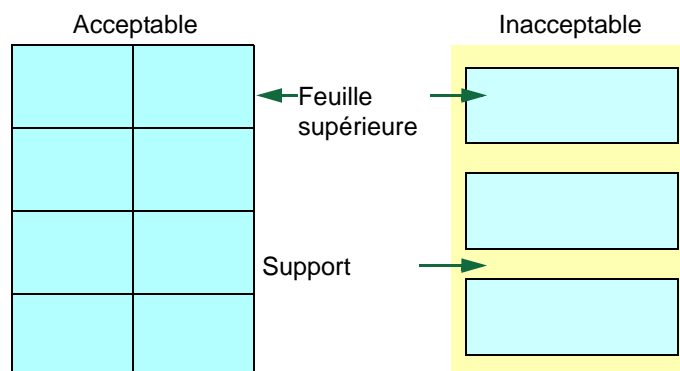 Acceptable
Inacceptable
Feuille
supérieure
Support